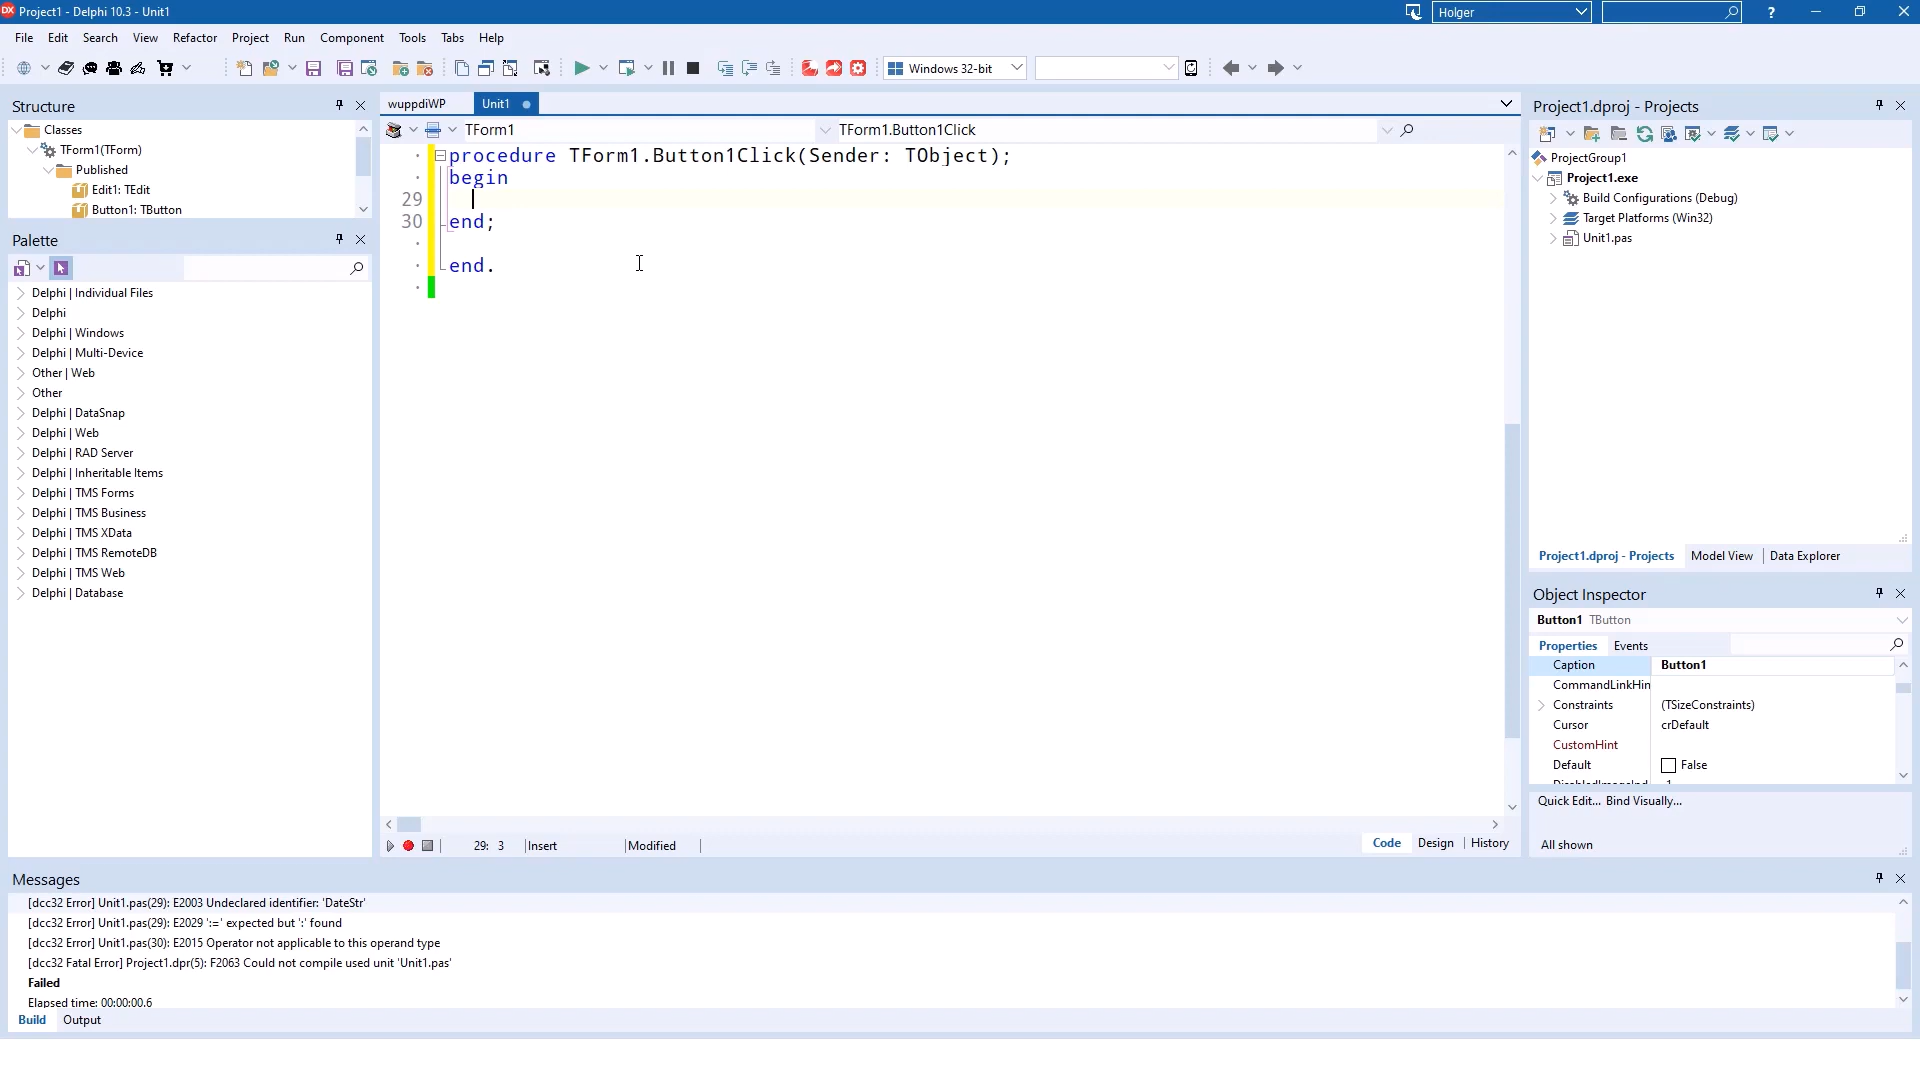 Project1 - Delphi 10.3 - Unit1
Holger
?
File Edit Search View Refactor Project Run Component Tools Tabs Help
Windows 32-bit
Structure
Classes
TForm1(TForm)
Published
Edit1: TEdit
Button1: TButton
Palette
Delphi | Individual Files
Delphi
Delphi | Windows
Delphi | Multi-Device
Other | Web
Other
Delphi | DataSnap
Delphi | Web
Delphi | RAD Server
Delphi | Inheritable Items
Delphi | TMS Forms
Delphi | TMS Business
Delphi | TMS XData
Delphi | TMS RemoteDB
Delphi | TMS Web
Delphi | Database
wuppdiWP Unit1
TForm1 TForm1.Button1Click
procedure TForm1.Button1Click(Sender: TObject);
begin
29
30 end;
end.
29: 3 Insert Modified
Code Design History
Project1.dproj - Projects
ProjectGroup1
Project1.exe
Build Configurations (Debug)
Target Platforms (Win32)
Unit1.pas
Project1.dproj - Projects Model View Data Explorer
Object Inspector
Button1 TButton
Properties Events
Caption Button1
CommandLinkHin
Constraints (TSizeConstraints)
Cursor crDefault
CustomHint
Default False
Quick Edit... Bind Visually...
All shown
Messages
[dcc32 Error] Unit1.pas(29): E2003 Undeclared identifier: 'DateStr'
[dcc32 Error] Unit1.pas(29): E2029 ':=' expected but ':' found
[dcc32 Error] Unit1.pas(30): E2015 Operator not applicable to this operand type
[dcc32 Fatal Error] Project1.dpr(5): F2063 Could not compile used unit 'Unit1.pas'
Failed
Elapsed time: 00:00:00.6
Build Output